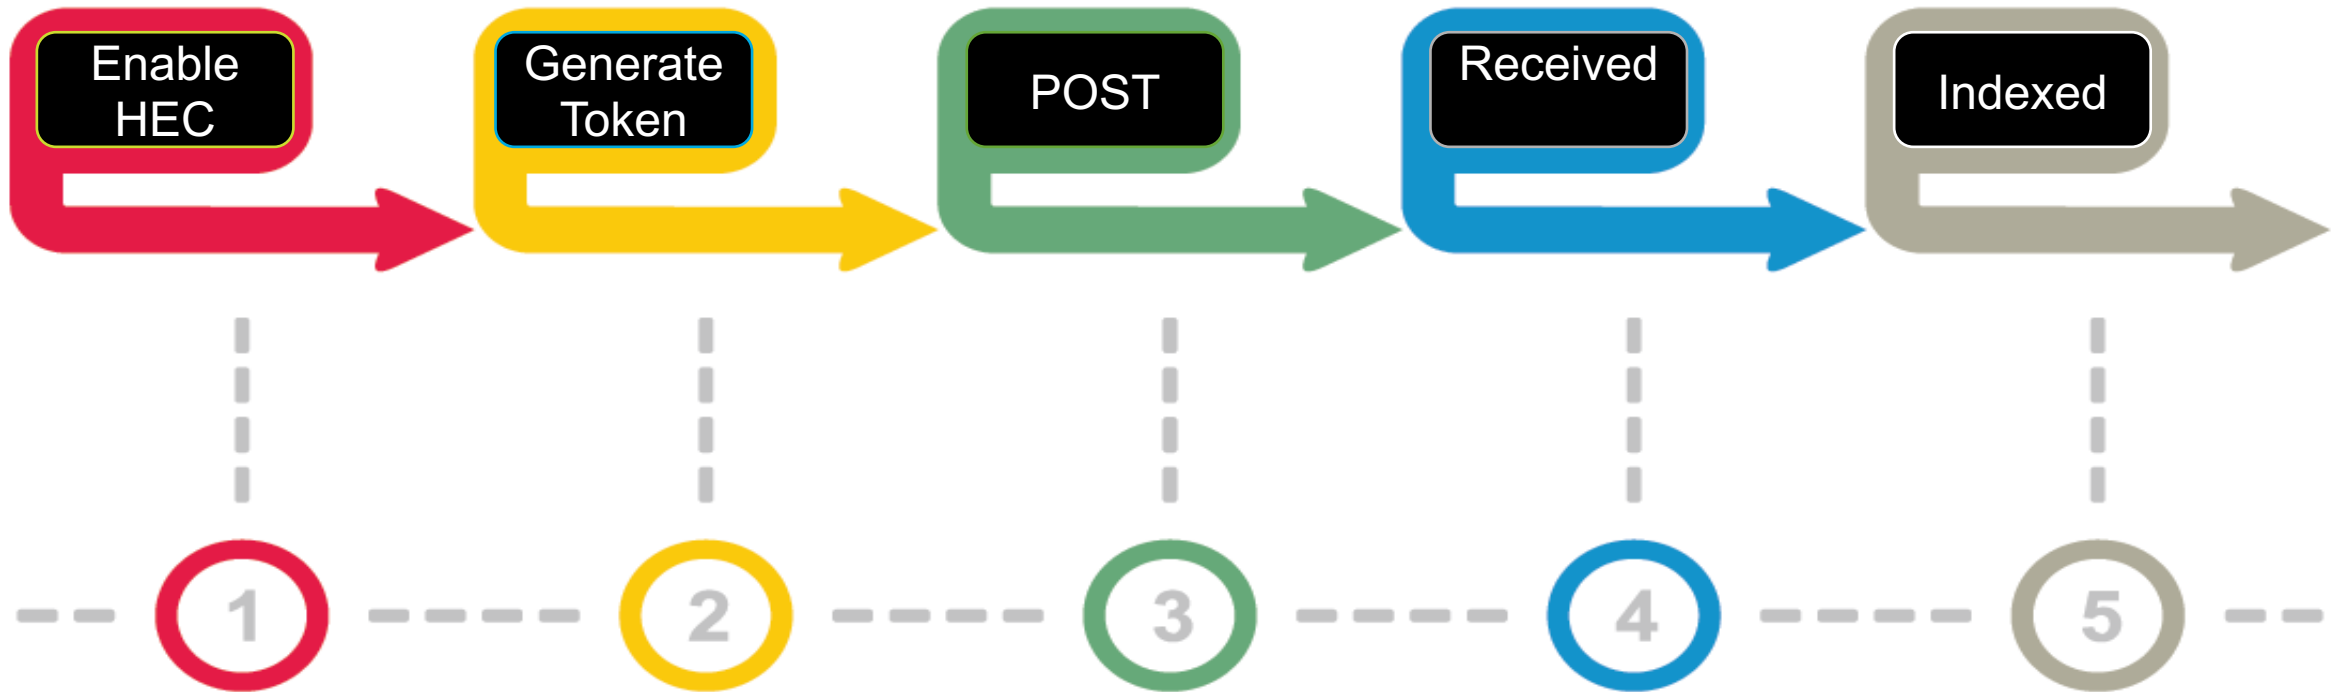 Enable
HEC
Generate
Token
POST
Received
Indexed
1
2
3
4
5